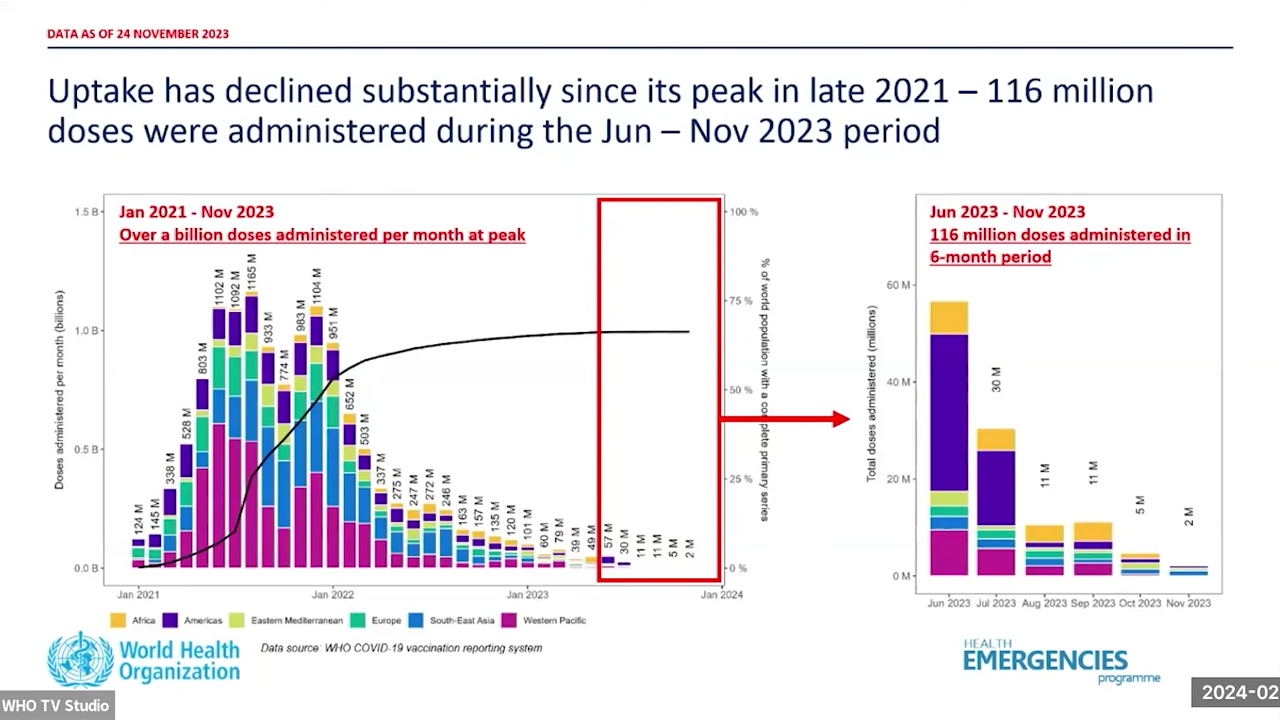 DATA AS OF 24 NOVEMBER 2023
Uptake has declined substantially since its peak in late 2021 – 116 million
doses were administered during the Jun – Nov 2023 period
Jan 2021 - Nov 2023
Over a billion doses administered per month at peak
Doses administered per month (billions)
1.5 B
1.0 B
0.5 B
0.0 B
124 M
145 M
338 M
528 M
803 M
1102 M
1092 M
1165 M
933 M
774 M
983 M
1104 M
951 M
652 M
503 M
337 M
275 M
247 M
272 M
246 M
163 M
157 M
135 M
120 M
101 M
60 M
79 M
39 M
49 M
57 M
30 M
11 M
11 M
5 M
2 M
100 %
75 %
50 %
25 %
0 %
% of world population with a complete primary series
Jan 2021
Jan 2022
Jan 2023
Jan 2024
Africa
Americas
Eastern Mediterranean
Europe
South-East Asia
Western Pacific
Jun 2023 - Nov 2023
116 million doses administered in
6-month period
Total doses administered (millions)
60 M
40 M
20 M
0 M
30 M
11 M
11 M
5 M
2 M
Jun 2023
Jul 2023
Aug 2023
Sep 2023
Oct 2023
Nov 2023
World Health
Organization
Data source: WHO COVID-19 vaccination reporting system
HEALTH
EMERGENCIES
programme
WHO TV Studio
2024-02